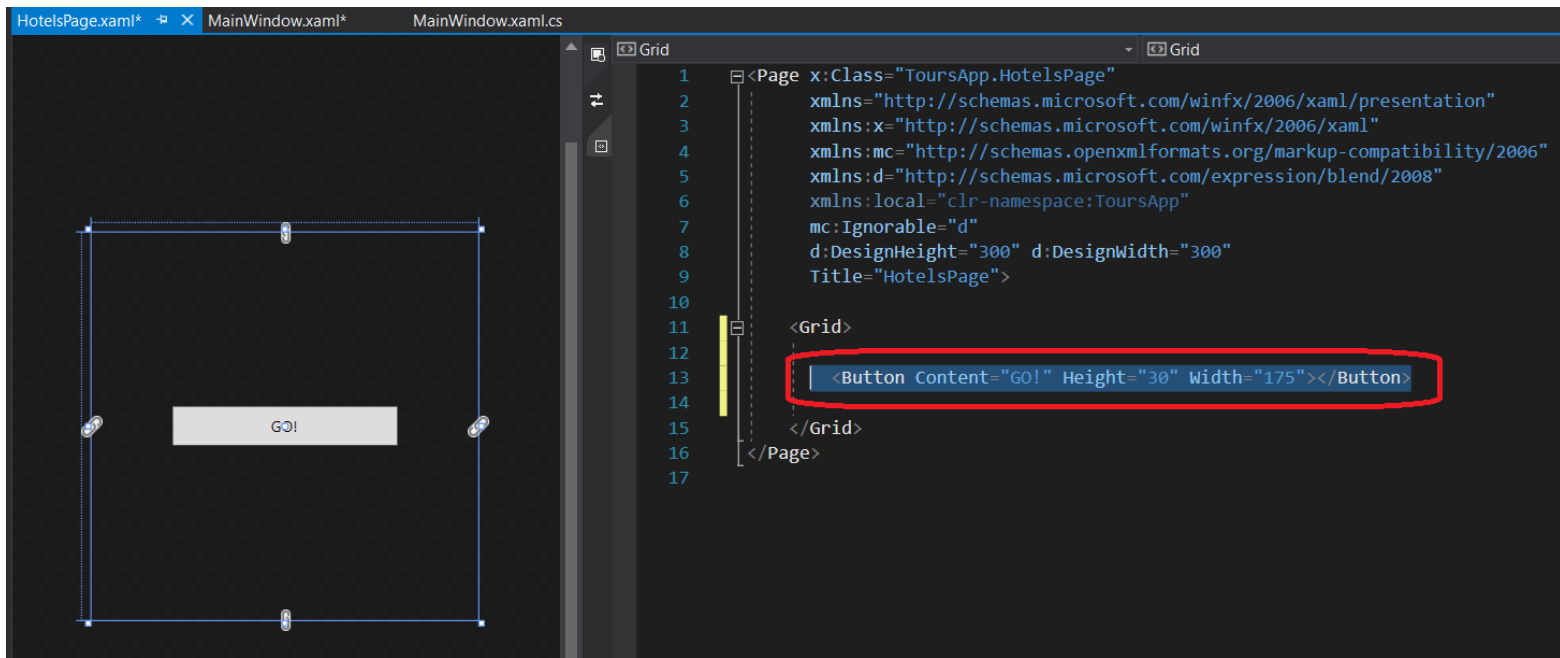 HotelsPage.xaml* MainWindow.xaml* MainWindow.xaml.cs
Grid Grid
1 <Page x:Class="ToursApp.HotelsPage"
2 xmlns="http://schemas.microsoft.com/winfx/2006/xaml/presentation"
3 xmlns:x="http://schemas.microsoft.com/winfx/2006/xaml"
4 xmlns:mc="http://schemas.openxmlformats.org/markup-compatibility/2006"
5 xmlns:d="http://schemas.microsoft.com/expression/blend/2008"
6 xmlns:local="clr-namespace:ToursApp"
7 mc:Ignorable="d"
8 d:DesignHeight="300" d:DesignWidth="300"
9 Title="HotelsPage">
10
11 <Grid>
12
13 <Button Content="GO!" Height="30" Width="175"></Button>
14
15 </Grid>
16 </Page>
17
GO!